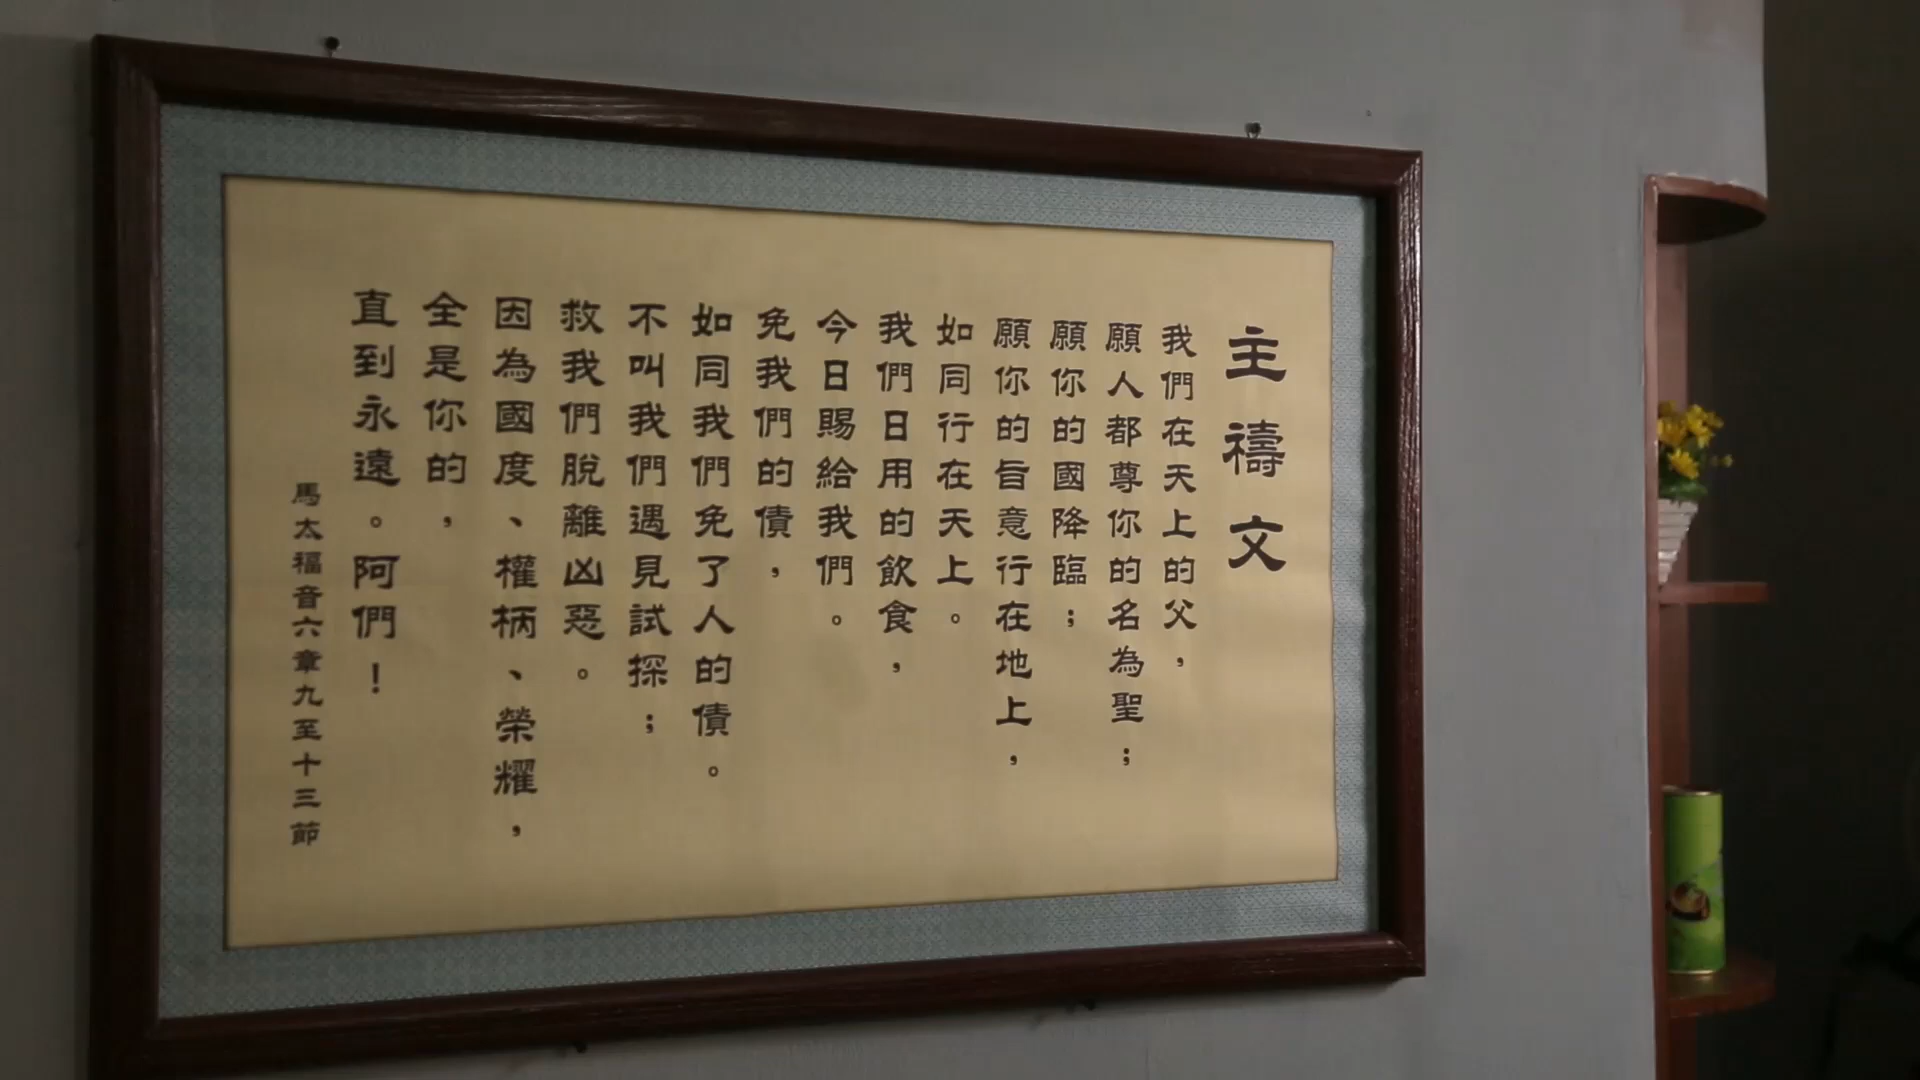 主禱文
我們在天上的父，
願人都尊你的名為聖；
願你的國降臨；
願你的旨意行在地上，
如同行在天上。
我們日用的飲食，
今日賜給我們。
免我們的債，
如同我們免了人的債。
不叫我們遇見試探；
救我們脫離凶惡。
因為國度、權柄、榮耀，
全是你的，
直到永遠。阿們！
馬太福音六章九至十三節